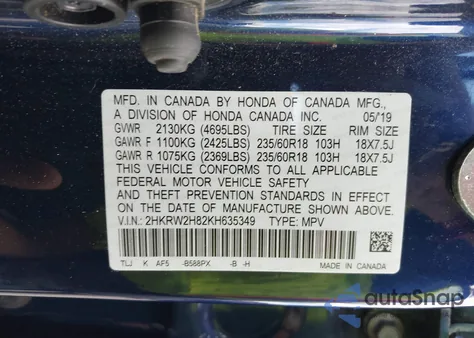 MFD. IN CANADA BY HONDA OF CANADA MFG.,
A DIVISION OF HONDA CANADA INC. 05/19
GVWR 2130KG (4695LBS) TIRE SIZE RIM SIZE
GAWR F 1100KG (2425LBS) 235/60R18 103H 18X7.5J
GAWR R 1075KG (2369LBS) 235/60R18 103H 18X7.5J
THIS VEHICLE CONFORMS TO ALL APPLICABLE
FEDERAL MOTOR VEHICLE SAFETY
AND THEFT PREVENTION STANDARDS IN EFFECT
ON THE DATE OF MANUFACTURE SHOWN ABOVE.
V.I.N.: 2HKRW2H82KH635349 TYPE: MPV
TLJ K AF5 -B588PX -B -H MADE IN CANADA
autoSnap